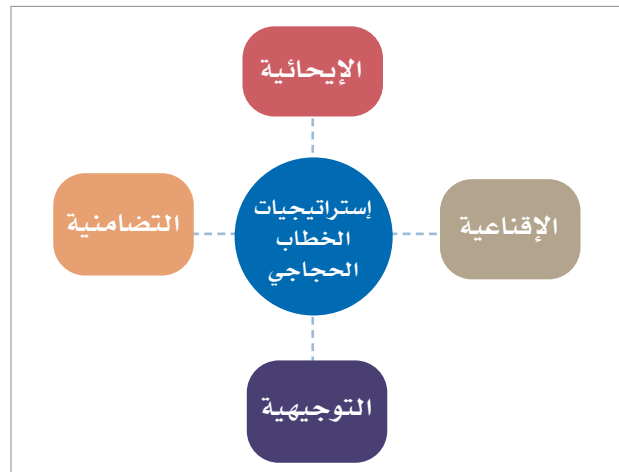 الإيحائية
إستراتيجيات
الخطاب
الحجاجي
الإقناعية
التضامنية
التوجيهية